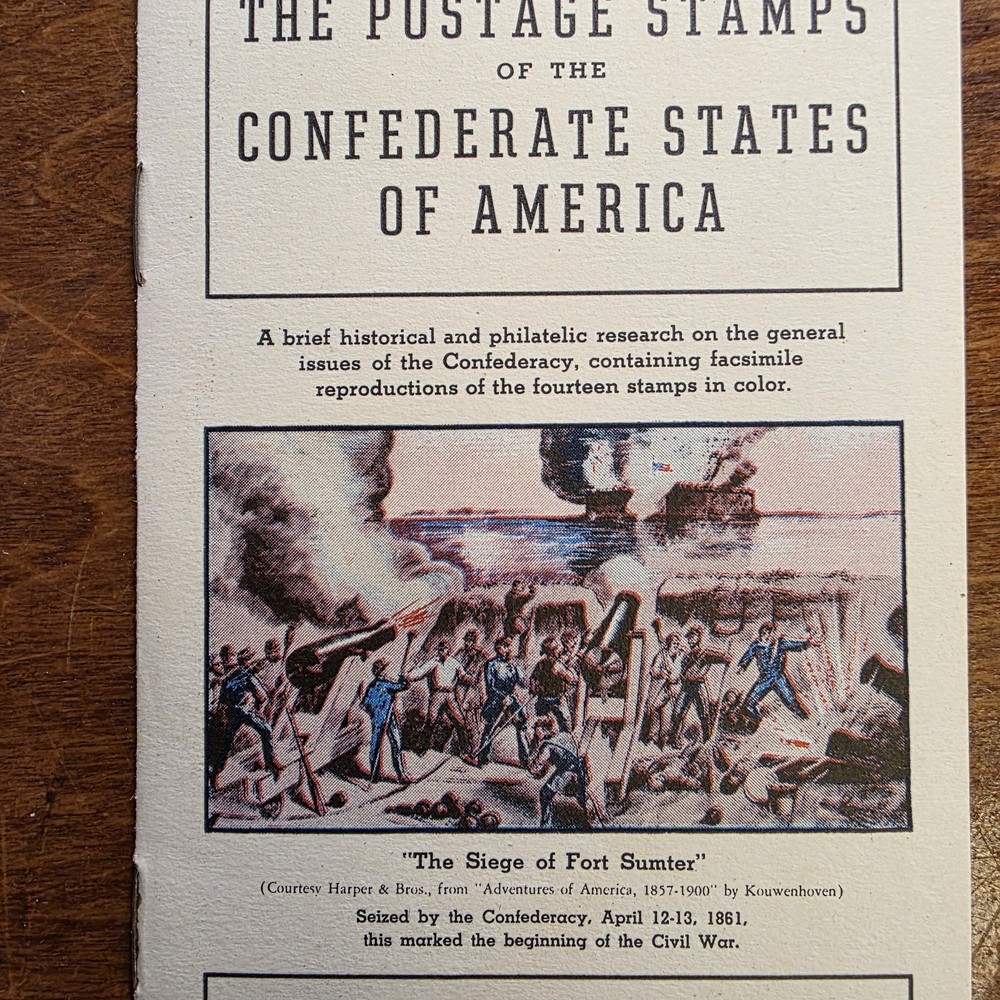 THE POSTAGE STAMPS
OF THE
CONFEDERATE STATES
OF AMERICA
A brief historical and philatelic research on the general
issues of the Confederacy, containing facsimile
reproductions of the fourteen stamps in color.
"The Siege of Fort Sumter"
(Courtesy Harper & Bros., from "Adventures of America, 1857-1900" by Kouwenhoven)
Seized by the Confederacy, April 12-13, 1861,
this marked the beginning of the Civil War.